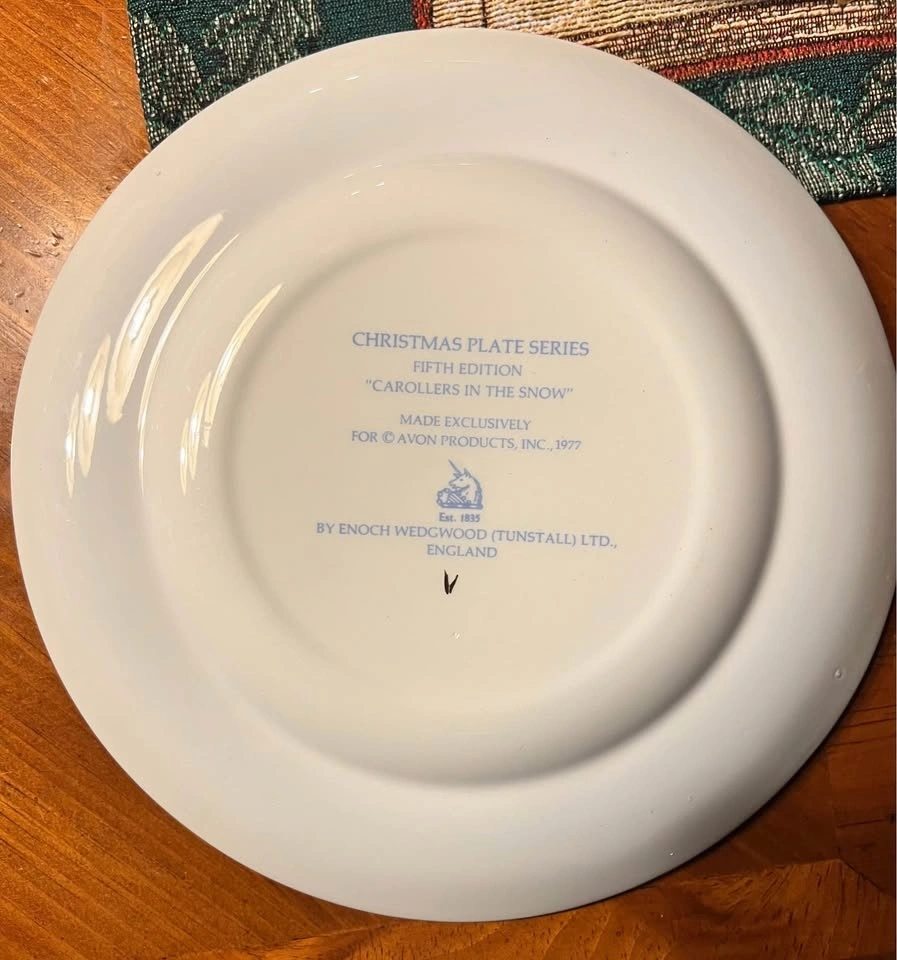 CHRISTMAS PLATE SERIES
FIFTH EDITION
"CAROLLERS IN THE SNOW"
MADE EXCLUSIVELY
FOR © AVON PRODUCTS, INC., 1977
Est. 1835
BY ENOCH WEDGWOOD (TUNSTALL) LTD.,
ENGLAND